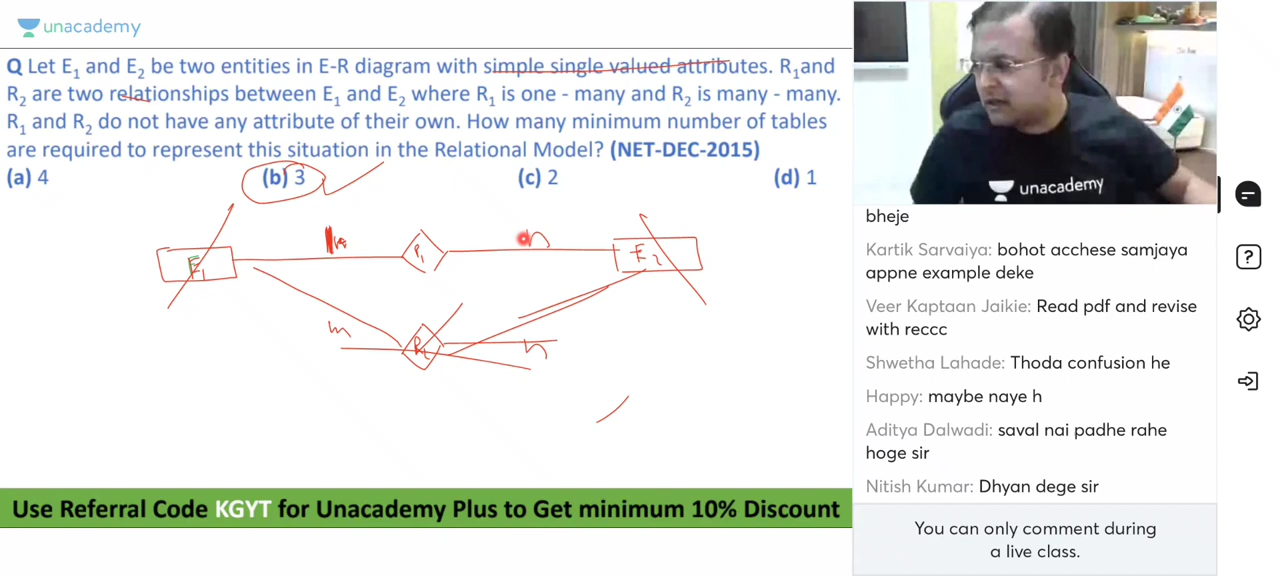 unacademy
Q Let E₁ and E₂ be two entities in E-R diagram with simple single valued attributes. R₁and
R₂ are two relationships between E₁ and E₂ where R₁ is one - many and R₂ is many - many.
R₁ and R₂ do not have any attribute of their own. How many minimum number of tables
are required to represent this situation in the Relational Model? (NET-DEC-2015)
(a) 4 (b) 3 (c) 2 (d) 1
E₁ R₁ n E₂
m R₂ n
Use Referral Code KGYT for Unacademy Plus to Get minimum 10% Discount
unacademy
bheje
Kartik Sarvaiya: bohot acchese samjaya
appne example deke
Veer Kaptaan Jaikie: Read pdf and revise
with reccc
Shwetha Lahade: Thoda confusion he
Happy: maybe naye h
Aditya Dalwadi: saval nai padhe rahe
hoge sir
Nitish Kumar: Dhyan dege sir
You can only comment during
a live class.